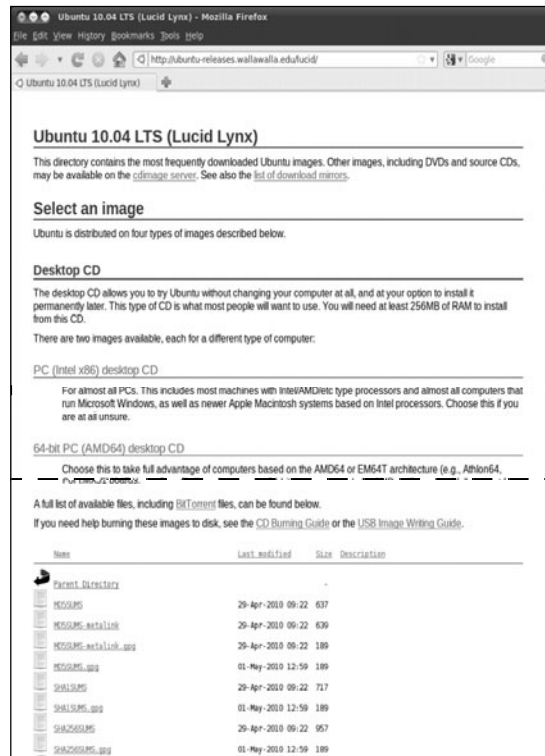 Ubuntu 10.04 LTS (Lucid Lynx) - Mozilla Firefox
File Edit View History Bookmarks Tools Help
http://ubuntu-releases.wallawalla.edu/lucid/
Google
Ubuntu 10.04 LTS (Lucid Lynx)
Ubuntu 10.04 LTS (Lucid Lynx)
This directory contains the most frequently downloaded Ubuntu images. Other images, including DVDs and source CDs,
may be available on the cdimage server. See also the list of download mirrors.
Select an image
Ubuntu is distributed on four types of images described below.
Desktop CD
The desktop CD allows you to try Ubuntu without changing your computer at all, and at your option to install it
permanently later. This type of CD is what most people will want to use. You will need at least 256MB of RAM to install
from this CD.
There are two images available, each for a different type of computer:
PC (Intel x86) desktop CD
For almost all PCs. This includes most machines with Intel/AMD/etc type processors and almost all computers that
run Microsoft Windows, as well as newer Apple Macintosh systems based on Intel processors. Choose this if you
are at all unsure.
64-bit PC (AMD64) desktop CD
Choose this to take full advantage of computers based on the AMD64 or EM64T architecture (e.g., Athlon64,
A full list of available files, including BitTorrent files, can be found below.
If you need help burning these images to disk, see the CD Burning Guide or the USB Image Writing Guide.
Name Last modified Size Description
Parent Directory -
MD5SUMS 29-Apr-2010 09:22 637
MD5SUMS-metalink 29-Apr-2010 09:22 639
MD5SUMS-metalink.gpg 29-Apr-2010 09:22 189
MD5SUMS.gpg 01-May-2010 12:59 189
SHA1SUMS 29-Apr-2010 09:22 717
SHA1SUMS.gpg 01-May-2010 12:59 189
SHA256SUMS 29-Apr-2010 09:22 957
SHA256SUMS.gpg 01-May-2010 12:59 189